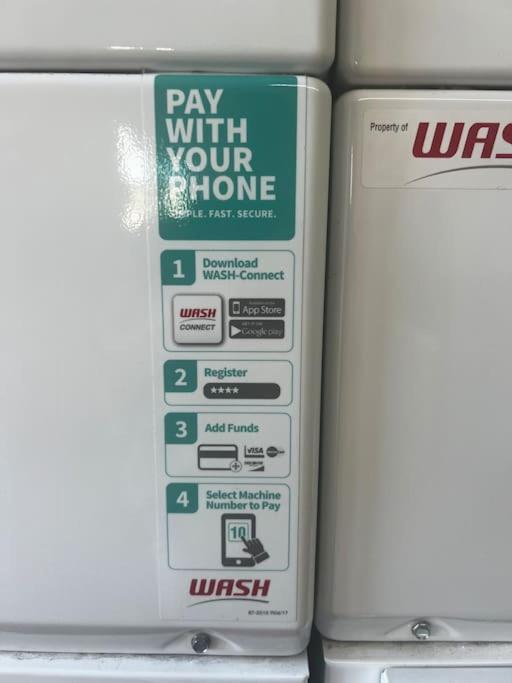 PAY
WITH
YOUR
PHONE
SIMPLE. FAST. SECURE.
1 Download
WASH-Connect
WASH
CONNECT
App Store
Google play
2 Register
****
3 Add Funds
VISA
4 Select Machine
Number to Pay
10
WASH
Property of WAS